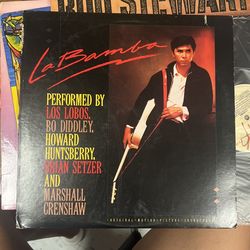 ROD STEWART
La Bamba
PERFORMED BY
LOS LOBOS,
BO DIDDLEY,
HOWARD
HUNTSBERRY,
BRIAN SETZER
AND
MARSHALL
CRENSHAW
ORIGINAL MOTION PICTURE SOUNDTRACK